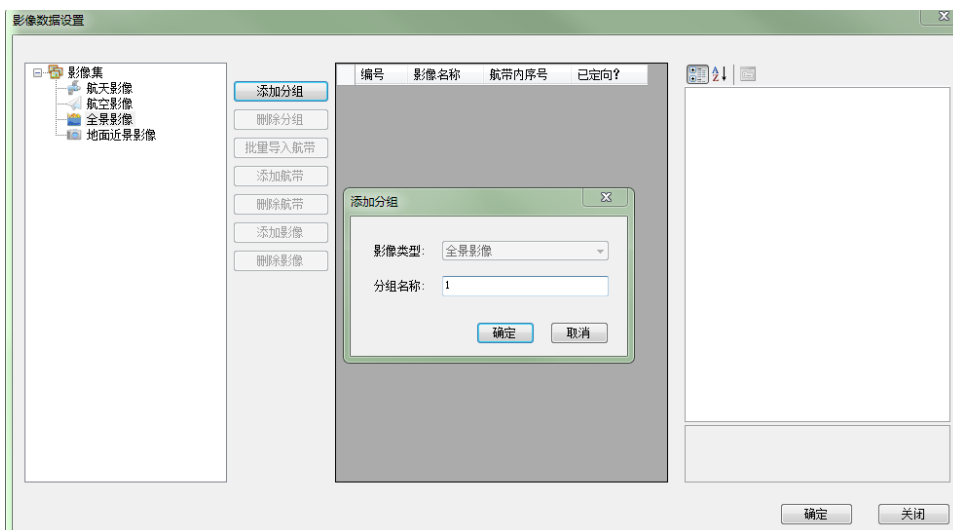 影像数据设置
影像集
航天影像
航空影像
全景影像
地面近景影像
添加分组
删除分组
批量导入航带
添加航带
删除航带
添加影像
删除影像
编号 影像名称 航带内序号 已定向?
添加分组
影像类型: 全景影像
分组名称: 1
确定 取消
确定 关闭